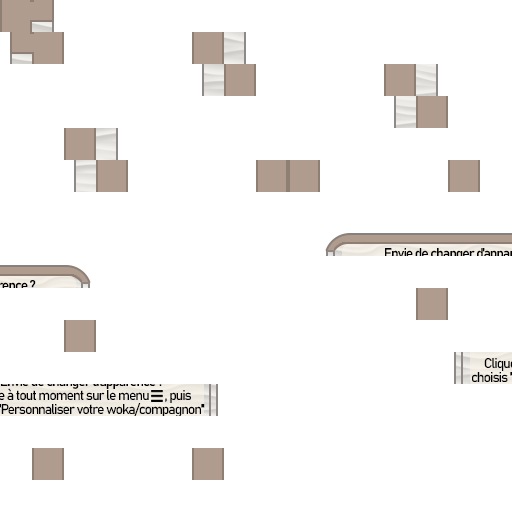 Envie de changer d'appar
rence ?
Clique
choisis "
Envie de changer d'apparence ?
e à tout moment sur le menu ☰, puis
"Personnaliser votre woka/compagnon"